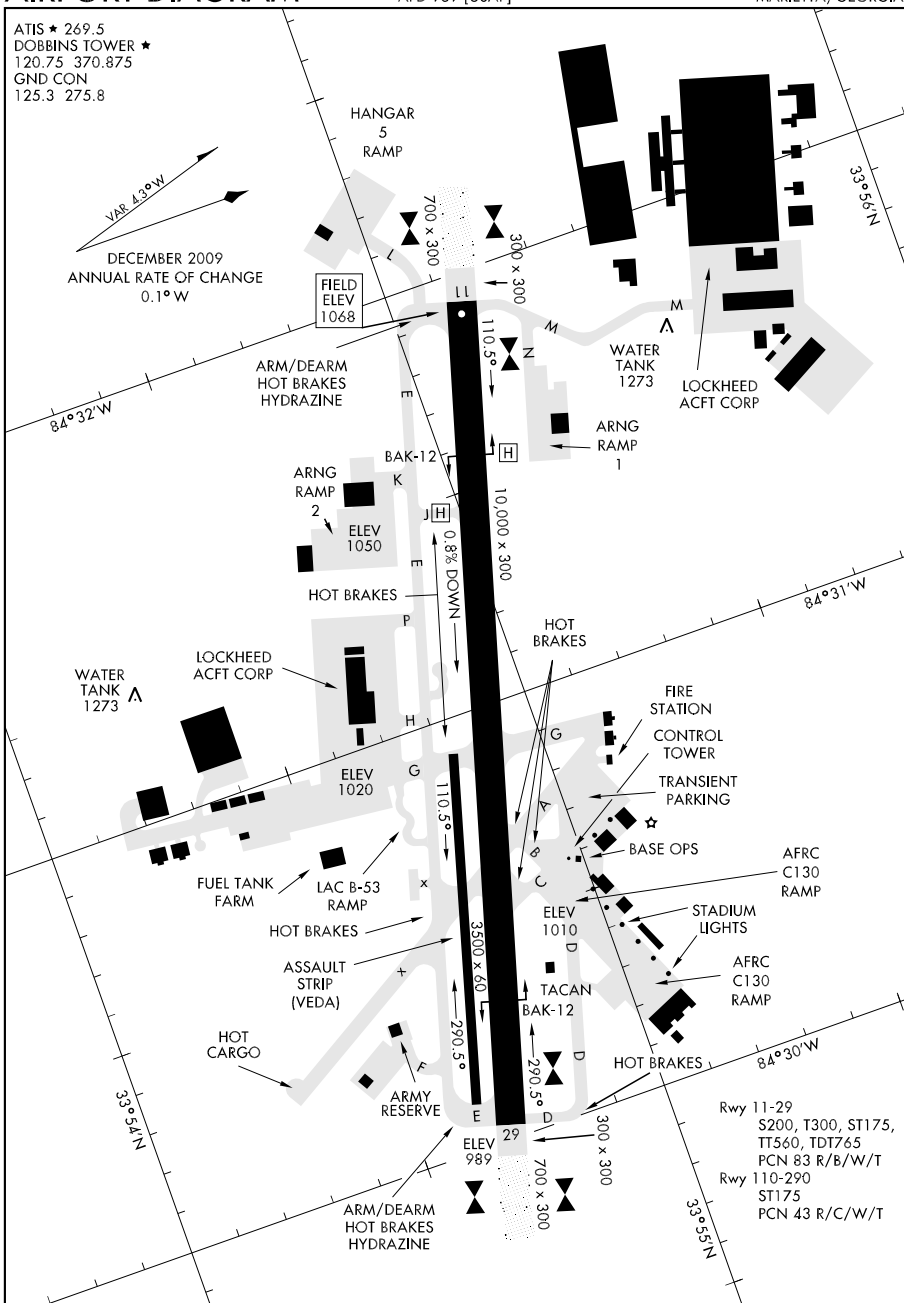 AIRPORT DIAGRAM
MARIETTA, GEORGIA
ATIS ★ 269.5
DOBBINS TOWER ★
120.75 370.875
GND CON
125.3 275.8
HANGAR
5
RAMP
VAR 4.3° W
DECEMBER 2009
ANNUAL RATE OF CHANGE
0.1° W
700 x 300
300 x 300
33°56'N
FIELD
ELEV
1068
L
11
M
M
N
110.5°
WATER
TANK
1273
LOCKHEED
ACFT CORP
ARM/DEARM
HOT BRAKES
HYDRAZINE
84°32'W
E
ARNG
RAMP
1
BAK-12
H
K
ARNG
RAMP
2
ELEV
1050
J
H
10,000 x 300
0.8% DOWN
E
HOT BRAKES
84°31'W
P
HOT
BRAKES
LOCKHEED
ACFT CORP
WATER
TANK
1273
FIRE
STATION
H
G
CONTROL
TOWER
G
ELEV
1020
TRANSIENT
PARKING
110.5°
A
B
BASE OPS
C
AFRC
C130
RAMP
FUEL TANK
FARM
LAC B-53
RAMP
x
ELEV
1010
STADIUM
LIGHTS
HOT BRAKES
3500 x 60
D
ASSAULT
STRIP
(VEDA)
x
TACAN
AFRC
C130
RAMP
BAK-12
HOT
CARGO
290.5°
290.5°
84°30'W
F
D
HOT BRAKES
ARMY
RESERVE
33°54'N
E
D
ELEV
989
29
300 x 300
700 x 300
Rwy 11-29
S200, T300, ST175,
TT560, TDT765
PCN 83 R/B/W/T
Rwy 110-290
ST175
PCN 43 R/C/W/T
ARM/DEARM
HOT BRAKES
HYDRAZINE
33°55'N